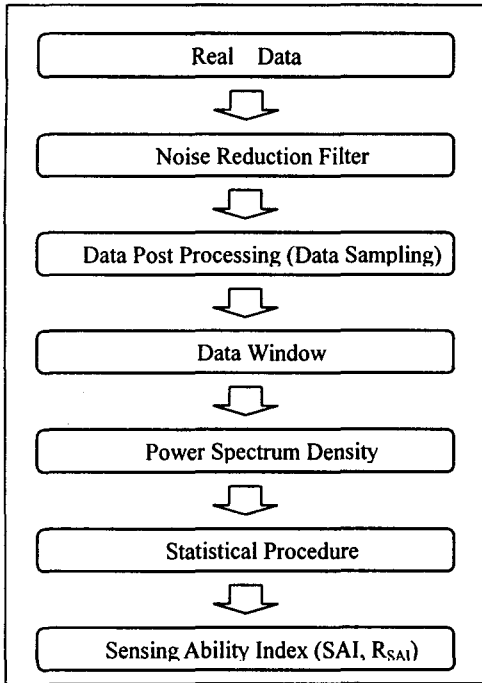 Real Data
Noise Reduction Filter
Data Post Processing (Data Sampling)
Data Window
Power Spectrum Density
Statistical Procedure
Sensing Ability Index (SAI, RSAI)